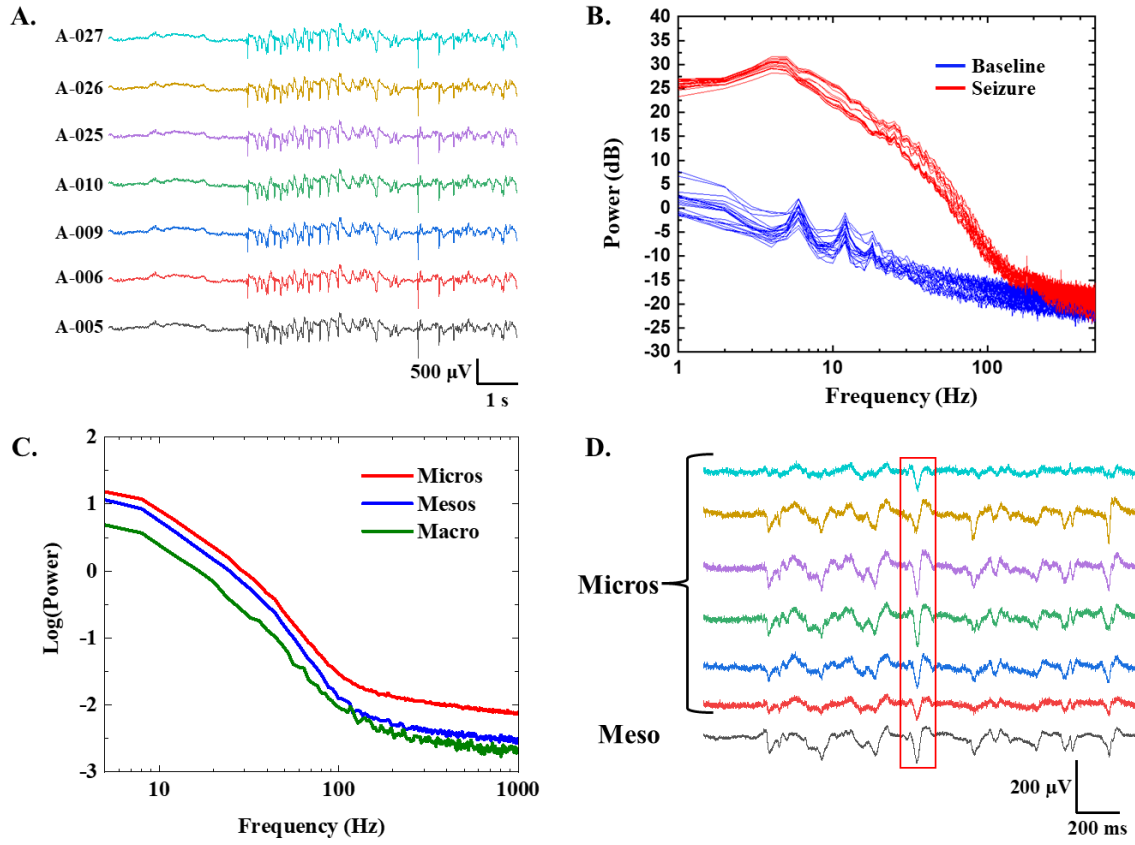 A.
A-027
A-026
A-025
A-010
A-009
A-006
A-005
500 μV
1 s
B.
40
35
30
25
20
15
10
5
0
-5
-10
-15
-20
-25
-30
Power (dB)
Baseline
Seizure
1
10
100
Frequency (Hz)
C.
2
1
0
-1
-2
-3
Log(Power)
Micros
Mesos
Macro
10
100
1000
Frequency (Hz)
D.
Micros
Meso
200 μV
200 ms